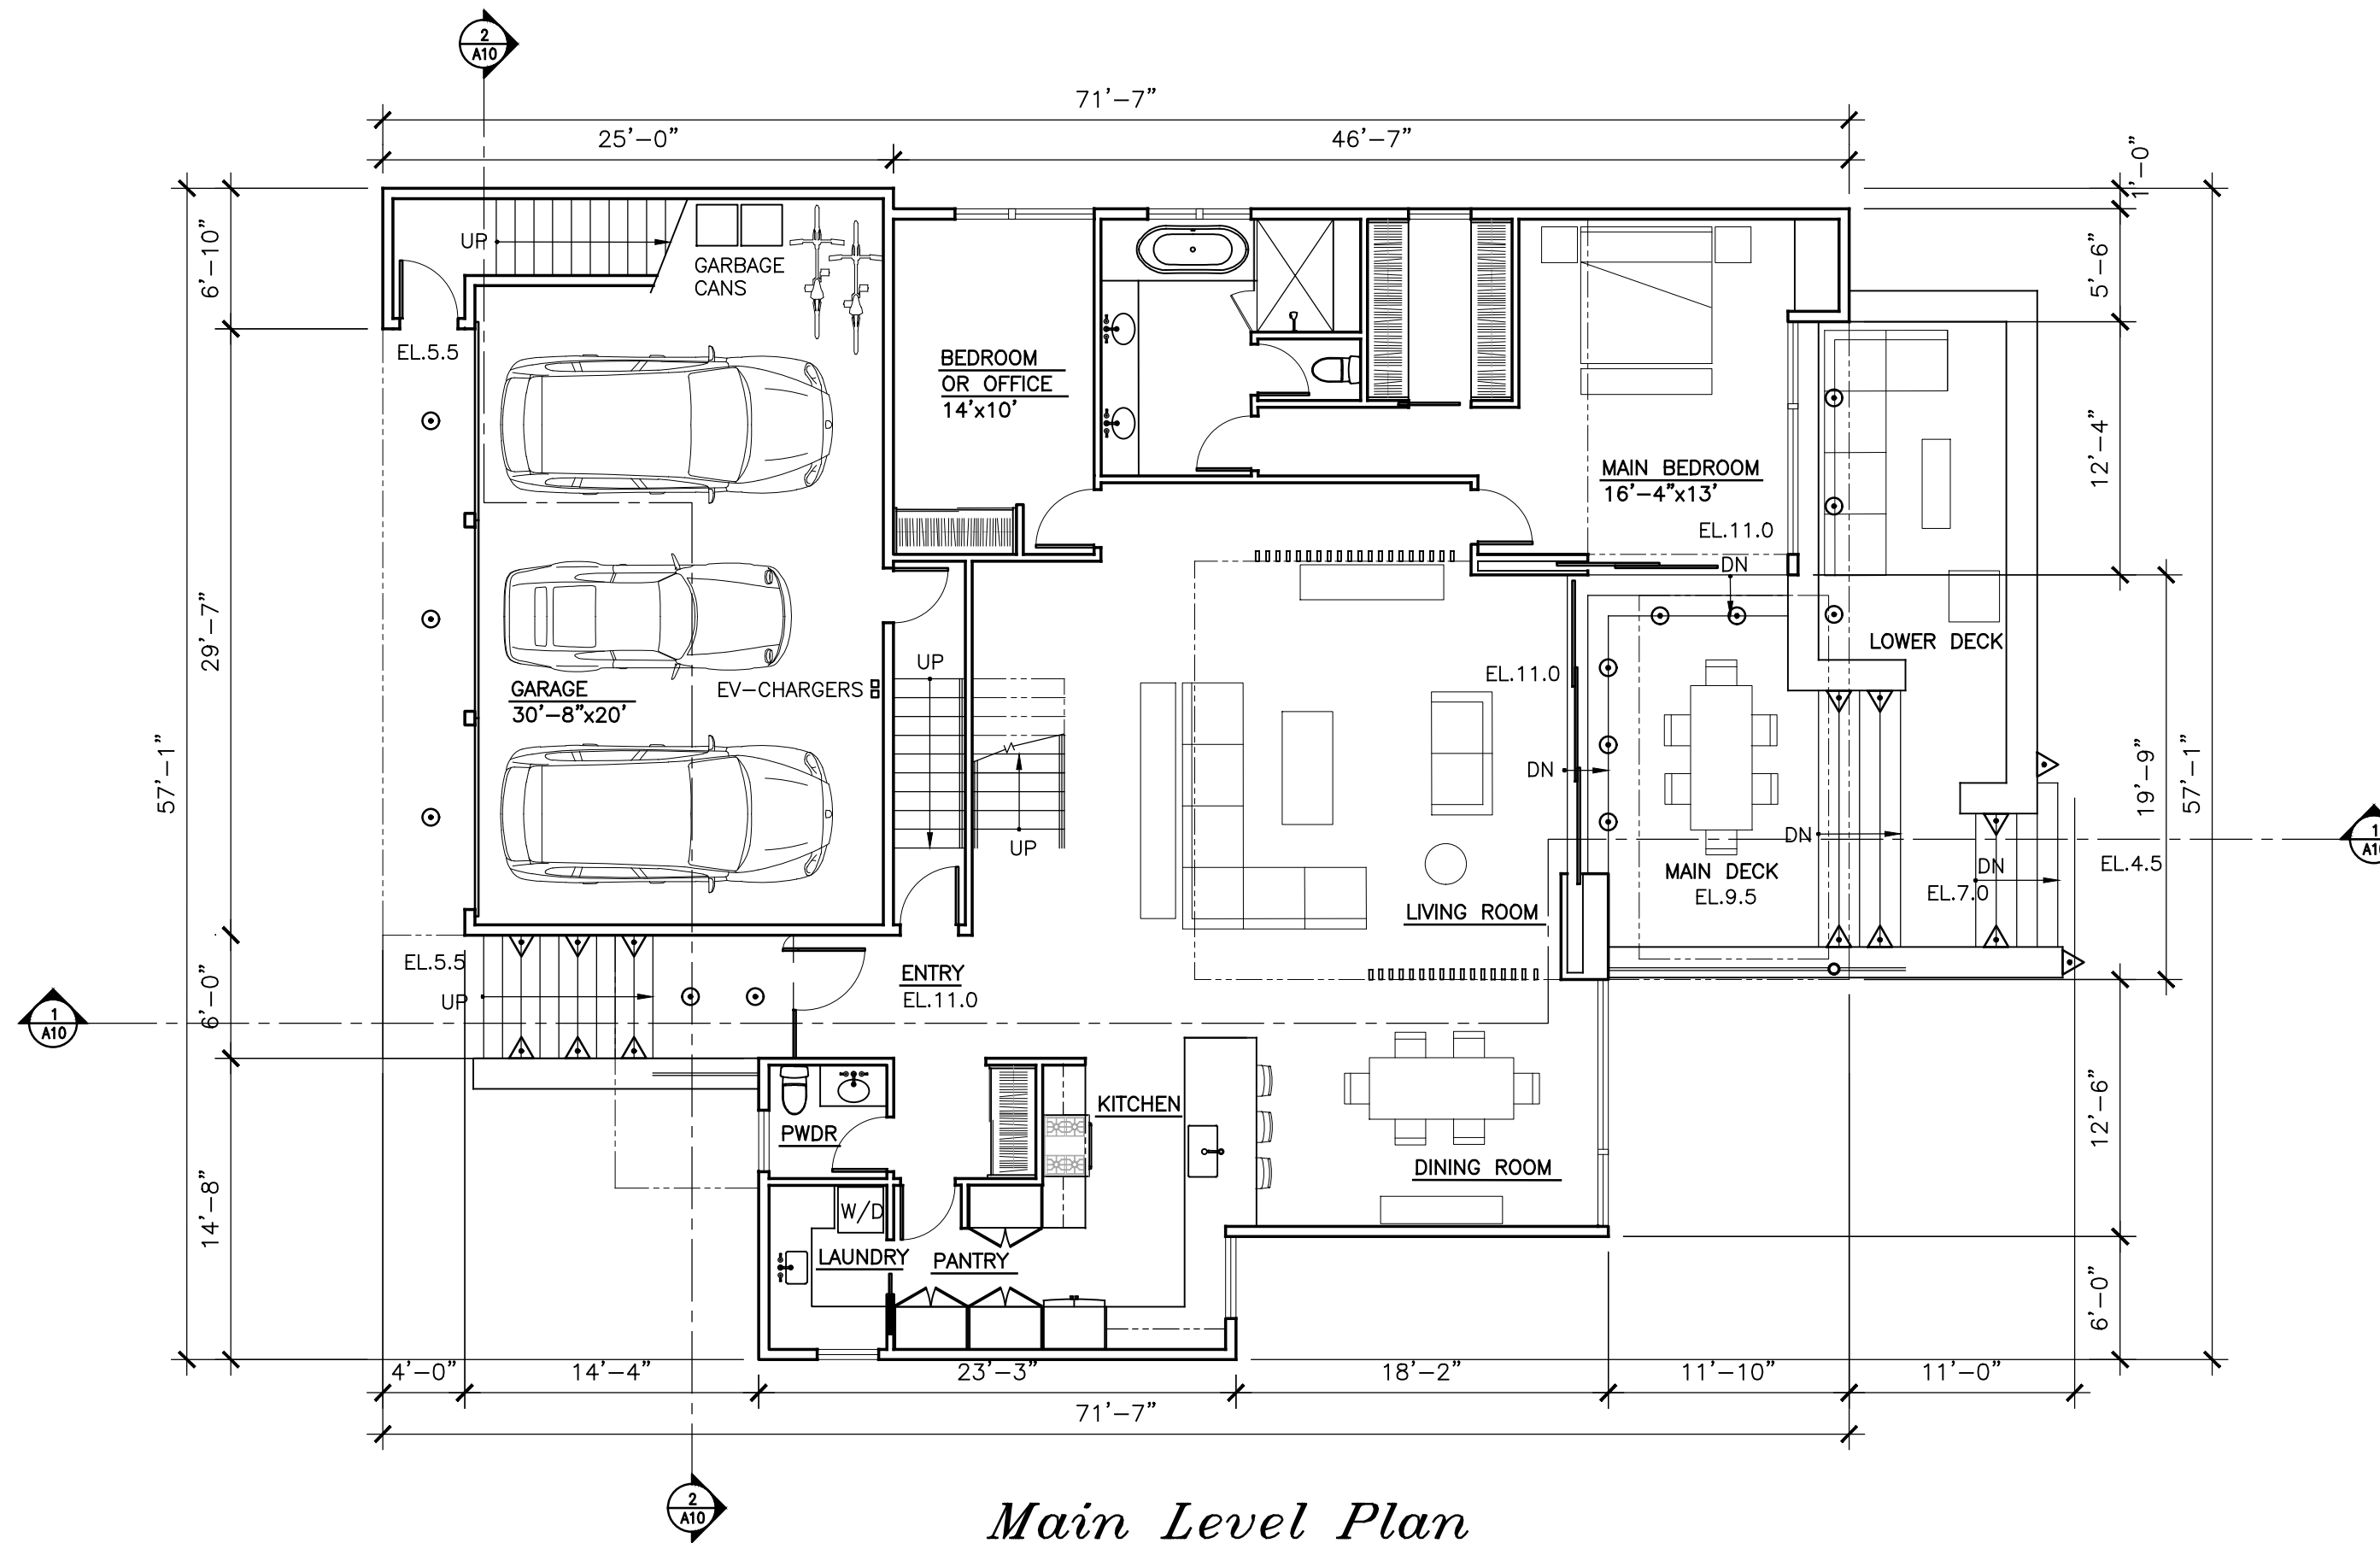 2
A10
71'-7"
25'-0"
46'-7"
1'-0"
6'-10"
5'-6"
UP
GARBAGE
CANS
EL.5.5
BEDROOM
OR OFFICE
14'x10'
12'-4"
MAIN BEDROOM
16'-4"x13'
EL.11.0
DN
29'-7"
LOWER DECK
UP
EL.11.0
GARAGE
30'-8"x20'
EV-CHARGERS
57'-1"
19'-9"
57'-1"
DN
UP
DN
1
A10
MAIN DECK
EL.9.5
DN
EL.7.0
EL.4.5
LIVING ROOM
EL.5.5
ENTRY
EL.11.0
UP
6'-0"
1
A10
KITCHEN
12'-6"
PWDR
DINING ROOM
14'-8"
W/D
LAUNDRY
PANTRY
6'-0"
4'-0"
14'-4"
23'-3"
18'-2"
11'-10"
11'-0"
71'-7"
2
A10
Main Level Plan